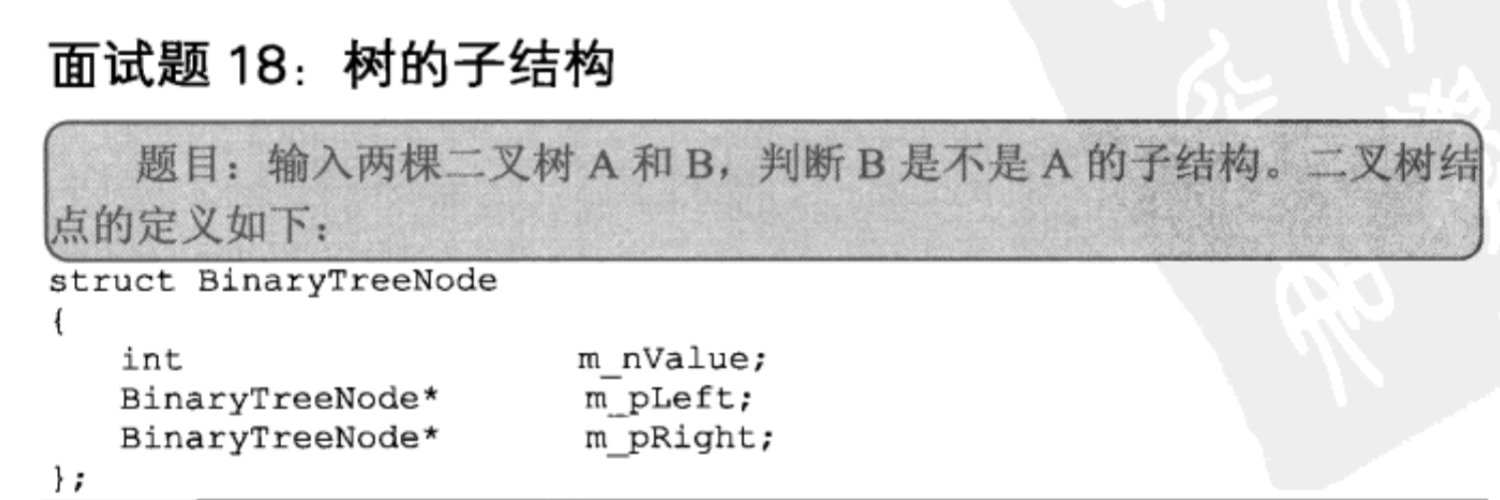 面试题 18：树的子结构
题目：输入两棵二叉树 A 和 B，判断 B 是不是 A 的子结构。二叉树结
点的定义如下：
struct BinaryTreeNode
{
    int                    m_nValue;
    BinaryTreeNode*        m_pLeft;
    BinaryTreeNode*        m_pRight;
};